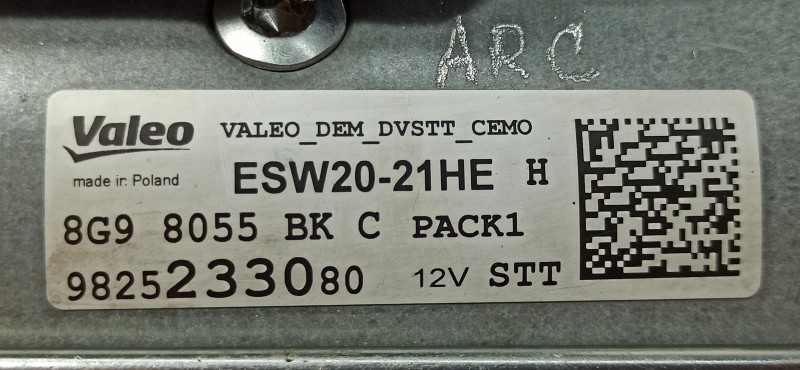 ARC
Valeo VALEO_DEM_DVSTT_CEMO
made in Poland ESW20-21HE H
8G9 8055 BK C PACK1
9825233080 12V STT